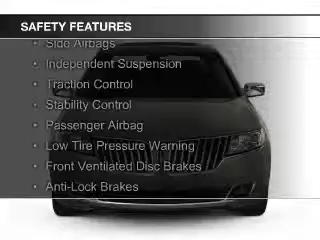 SAFETY FEATURES
• Side Airbags
• Independent Suspension
• Traction Control
• Stability Control
• Passenger Airbag
• Low Tire Pressure Warning
• Front Ventilated Disc Brakes
• Anti-Lock Brakes